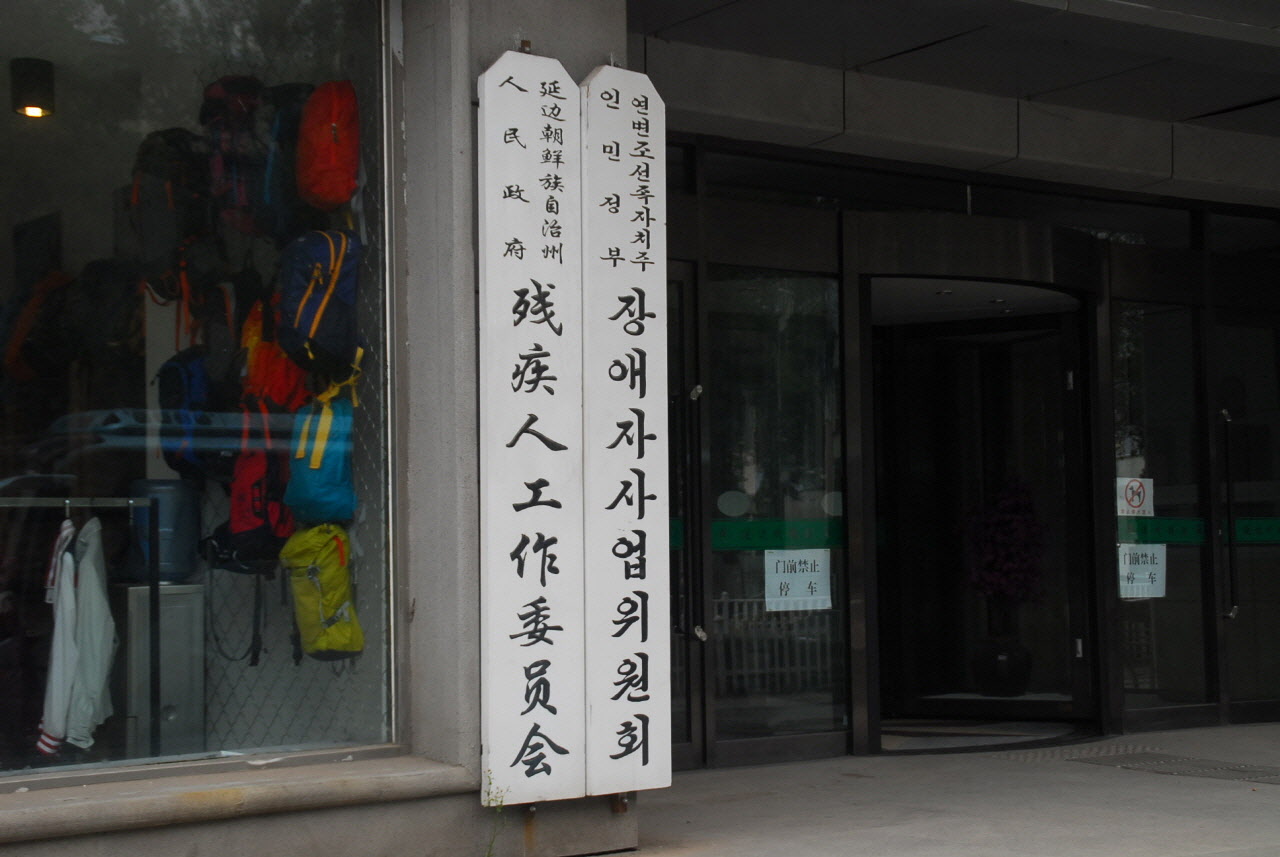 延边朝鲜族自治州
人民政府
残疾人工作委员会
연변조선족자치주
인민정부
장애자사업위원회
门前禁止
停车
门前禁止
停车